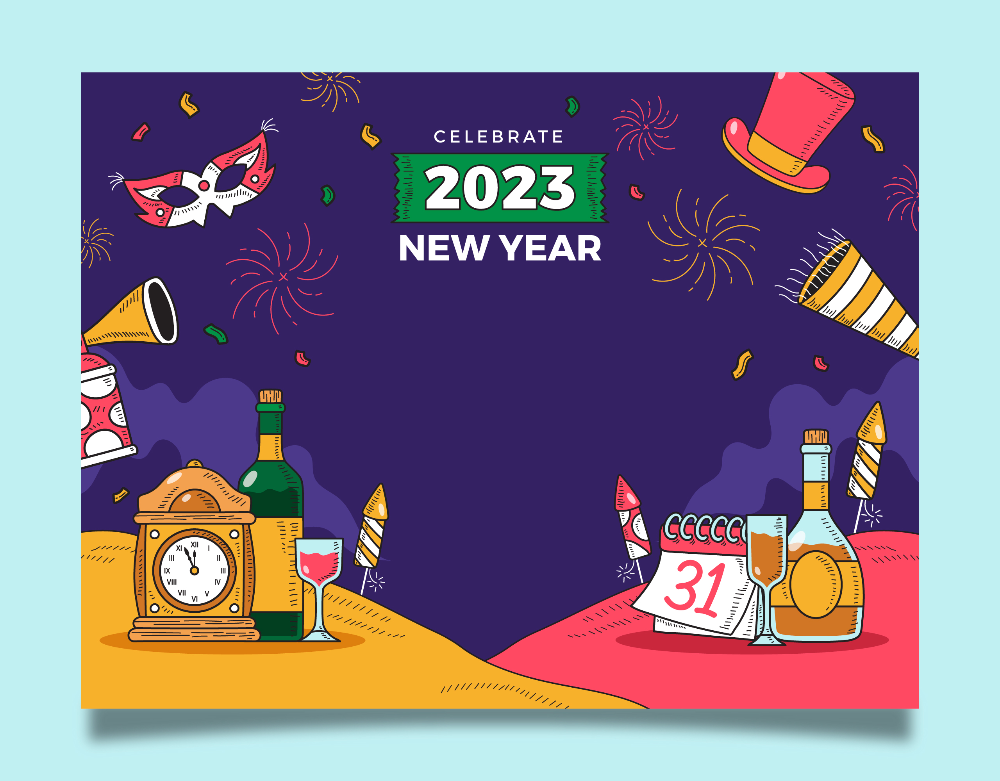 CELEBRATE
2023
NEW YEAR
XII
XI I
III II
IX III
VIII IV
VII V
VI
31